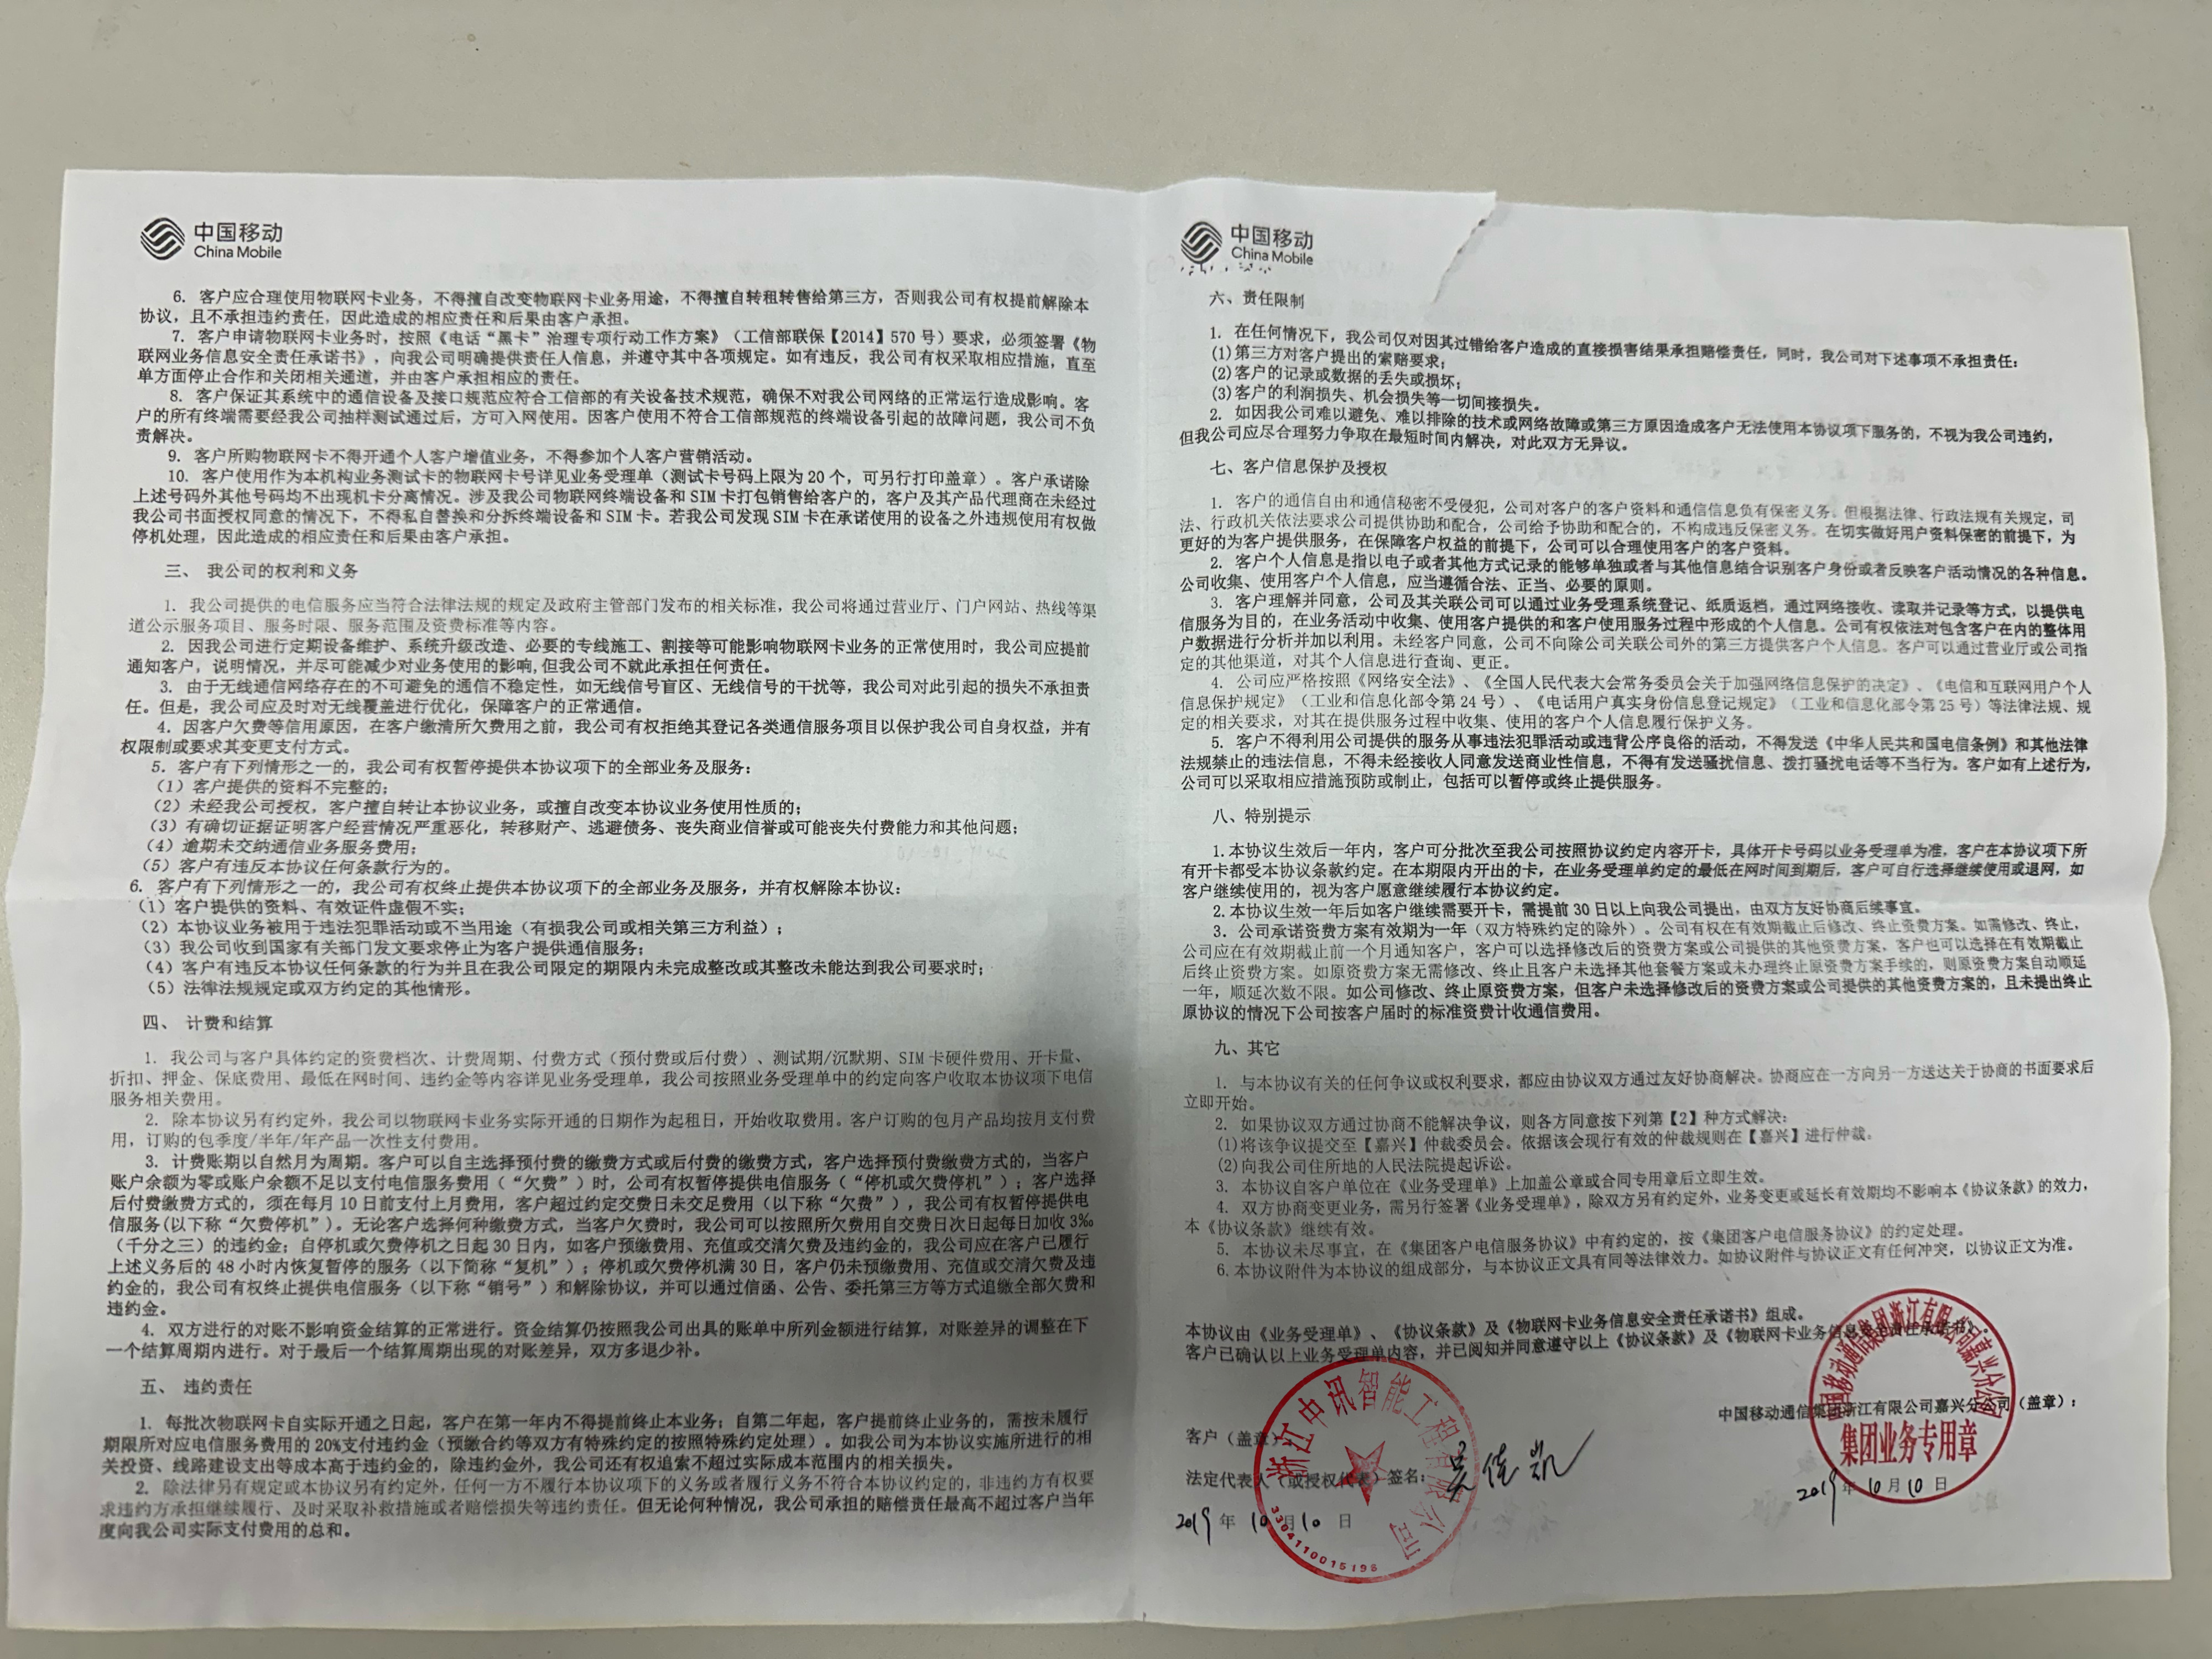 中国移动
China Mobile
6. 客户应合理使用物联网卡业务，不得擅自改变物联网卡业务用途，不得擅自转租转售给第三方，否则我公司有权提前解除本
协议，且不承担违约责任，因此造成的相应责任和后果由客户承担。
7. 客户申请物联网卡业务时，按照《电话“黑卡”治理专项行动工作方案》（工信部联保【2014】570 号）要求，必须签署《物
联网业务信息安全责任承诺书》，向我公司明确提供责任人信息，并遵守其中各项规定。如有违反，我公司有权采取相应措施，直至
单方面停止合作和关闭相关通道，并由客户承担相应的责任。
8. 客户保证其系统中的通信设备及接口规范应符合工信部的有关设备技术规范，确保不对我公司网络的正常运行造成影响。客
户的所有终端需要经我公司抽样测试通过后，方可入网使用。因客户使用不符合工信部规范的终端设备引起的故障问题，我公司不负
责解决。
9. 客户所购物联网卡不得开通个人客户增值业务，不得参加个人客户营销活动。
10. 客户使用作为本机构业务测试卡的物联网卡号详见业务受理单（测试卡号码上限为 20 个，可另行打印盖章）。客户承诺除
上述号码外其他号码均不出现机卡分离情况。涉及我公司物联网终端设备和 SIM 卡打包销售给客户的，客户及其产品代理商在未经过
我公司书面授权同意的情况下，不得私自替换和分拆终端设备和 SIM 卡。若我公司发现 SIM 卡在承诺使用的设备之外违规使用有权做
停机处理，因此造成的相应责任和后果由客户承担。
三、 我公司的权利和义务
1. 我公司提供的电信服务应当符合法律法规的规定及政府主管部门发布的相关标准，我公司将通过营业厅、门户网站、热线等渠
道公示服务项目、服务时限、服务范围及资费标准等内容。
2. 因我公司进行定期设备维护、系统升级改造、必要的专线施工、割接等可能影响物联网卡业务的正常使用时，我公司应提前
通知客户，说明情况，并尽可能减少对业务使用的影响,但我公司不就此承担任何责任。
3. 由于无线通信网络存在的不可避免的通信不稳定性，如无线信号盲区、无线信号的干扰等，我公司对此引起的损失不承担责
任。但是，我公司应及时对无线覆盖进行优化，保障客户的正常通信。
4. 因客户欠费等信用原因，在客户缴清所欠费用之前，我公司有权拒绝其登记各类通信服务项目以保护我公司自身权益，并有
权限制或要求其变更支付方式。
5. 客户有下列情形之一的，我公司有权暂停提供本协议项下的全部业务及服务：
（1）客户提供的资料不完整的；
（2）未经我公司授权，客户擅自转让本协议业务，或擅自改变本协议业务使用性质的；
（3）有确切证据证明客户经营情况严重恶化，转移财产、逃避债务、丧失商业信誉或可能丧失付费能力和其他问题；
（4）逾期未交纳通信业务服务费用；
（5）客户有违反本协议任何条款行为的。
6. 客户有下列情形之一的，我公司有权终止提供本协议项下的全部业务及服务，并有权解除本协议：
（1）客户提供的资料、有效证件虚假不实；
（2）本协议业务被用于违法犯罪活动或不当用途（有损我公司或相关第三方利益）；
（3）我公司收到国家有关部门发文要求停止为客户提供通信服务；
（4）客户有违反本协议任何条款的行为并且在我公司限定的期限内未完成整改或其整改未能达到我公司要求时；
（5）法律法规规定或双方约定的其他情形。
四、 计费和结算
1. 我公司与客户具体约定的资费档次、计费周期、付费方式（预付费或后付费）、测试期/沉默期、SIM 卡硬件费用、开卡量、
折扣、押金、保底费用、最低在网时间、违约金等内容详见业务受理单，我公司按照业务受理单中的约定向客户收取本协议项下电信
服务相关费用。
2. 除本协议另有约定外，我公司以物联网卡业务实际开通的日期作为起租日，开始收取费用。客户订购的包月产品均按月支付费
用，订购的包季度/半年/年产品一次性支付费用。
3. 计费账期以自然月为周期。客户可以自主选择预付费的缴费方式或后付费的缴费方式，客户选择预付费缴费方式的，当客户
账户余额为零或账户余额不足以支付电信服务费用（“欠费”）时，公司有权暂停提供电信服务（“停机或欠费停机”）；客户选择
后付费缴费方式的，须在每月 10 日前支付上月费用，客户超过约定交费日未交足费用（以下称“欠费”），我公司有权暂停提供电
信服务(以下称“欠费停机”)。无论客户选择何种缴费方式，当客户欠费时，我公司可以按照所欠费用自交费日次日起每日加收 3‰
（千分之三）的违约金；自停机或欠费停机之日起 30 日内，如客户预缴费用、充值或交清欠费及违约金的，我公司应在客户已履行
上述义务后的 48 小时内恢复暂停的服务（以下简称“复机”）；停机或欠费停机满 30 日，客户仍未预缴费用、充值或交清欠费及违
约金的，我公司有权终止提供电信服务（以下称“销号”）和解除协议，并可以通过信函、公告、委托第三方等方式追缴全部欠费和
违约金。
4. 双方进行的对账不影响资金结算的正常进行。资金结算仍按照我公司出具的账单中所列金额进行结算，对账差异的调整在下
一个结算周期内进行。对于最后一个结算周期出现的对账差异，双方多退少补。
五、 违约责任
1. 每批次物联网卡自实际开通之日起，客户在第一年内不得提前终止本业务；自第二年起，客户提前终止业务的，需按未履行
期限所对应电信服务费用的 20%支付违约金（预缴合约等双方有特殊约定的按照特殊约定处理）。如我公司为本协议实施所进行的相
关投资、线路建设支出等成本高于违约金的，除违约金外，我公司还有权追索不超过实际成本范围内的相关损失。
2. 除法律另有规定或本协议另有约定外，任何一方不履行本协议项下的义务或者履行义务不符合本协议约定的，非违约方有权要
求违约方承担继续履行、及时采取补救措施或者赔偿损失等违约责任。但无论何种情况，我公司承担的赔偿责任最高不超过客户当年
度向我公司实际支付费用的总和。
中国移动
China Mobile
六、责任限制
1. 在任何情况下，我公司仅对因其过错给客户造成的直接损害结果承担赔偿责任，同时，我公司对下述事项不承担责任：
(1)第三方对客户提出的索赔要求；
(2)客户的记录或数据的丢失或损坏；
(3)客户的利润损失、机会损失等一切间接损失。
2. 如因我公司难以避免、难以排除的技术或网络故障或第三方原因造成客户无法使用本协议项下服务的，不视为我公司违约，
但我公司应尽合理努力争取在最短时间内解决，对此双方无异议。
七、客户信息保护及授权
1. 客户的通信自由和通信秘密不受侵犯，公司对客户的客户资料和通信信息负有保密义务。但根据法律、行政法规有关规定，司
法、行政机关依法要求公司提供协助和配合，公司给予协助和配合的，不构成违反保密义务。在切实做好用户资料保密的前提下，为
更好的为客户提供服务，在保障客户权益的前提下，公司可以合理使用客户的客户资料。
2. 客户个人信息是指以电子或者其他方式记录的能够单独或者与其他信息结合识别客户身份或者反映客户活动情况的各种信息。
公司收集、使用客户个人信息，应当遵循合法、正当、必要的原则。
3. 客户理解并同意，公司及其关联公司可以通过业务受理系统登记、纸质返档，通过网络接收、读取并记录等方式，以提供电
信服务为目的，在业务活动中收集、使用客户提供的和客户使用服务过程中形成的个人信息。公司有权依法对包含客户在内的整体用
户数据进行分析并加以利用。未经客户同意，公司不向除公司关联公司外的第三方提供客户个人信息。客户可以通过营业厅或公司指
定的其他渠道，对其个人信息进行查询、更正。
4. 公司应严格按照《网络安全法》、《全国人民代表大会常务委员会关于加强网络信息保护的决定》、《电信和互联网用户个人
信息保护规定》（工业和信息化部令第 24 号）、《电话用户真实身份信息登记规定》（工业和信息化部令第 25 号）等法律法规、规
定的相关要求，对其在提供服务过程中收集、使用的客户个人信息履行保护义务。
5. 客户不得利用公司提供的服务从事违法犯罪活动或违背公序良俗的活动，不得发送《中华人民共和国电信条例》和其他法律
法规禁止的违法信息，不得未经接收人同意发送商业性信息，不得有发送骚扰信息、拨打骚扰电话等不当行为。客户如有上述行为，
公司可以采取相应措施预防或制止，包括可以暂停或终止提供服务。
八、特别提示
1.本协议生效后一年内，客户可分批次至我公司按照协议约定内容开卡，具体开卡号码以业务受理单为准，客户在本协议项下所
有开卡都受本协议条款约定。在本期限内开出的卡，在业务受理单约定的最低在网时间到期后，客户可自行选择继续使用或退网，如
客户继续使用的，视为客户愿意继续履行本协议约定。
2.本协议生效一年后如客户继续需要开卡，需提前 30 日以上向我公司提出，由双方友好协商后续事宜。
3. 公司承诺资费方案有效期为一年（双方特殊约定的除外）。公司有权在有效期截止后修改、终止资费方案。如需修改、终止，
公司应在有效期截止前一个月通知客户，客户可以选择修改后的资费方案或公司提供的其他资费方案，客户也可以选择在有效期截止
后终止资费方案。如原资费方案无需修改、终止且客户未选择其他套餐方案或未办理终止原资费方案手续的，则原资费方案自动顺延
一年，顺延次数不限。如公司修改、终止原资费方案，但客户未选择修改后的资费方案或公司提供的其他资费方案的，且未提出终止
原协议的情况下公司按客户届时的标准资费计收通信费用。
九、其它
1. 与本协议有关的任何争议或权利要求，都应由协议双方通过友好协商解决。协商应在一方向另一方送达关于协商的书面要求后
立即开始。
2. 如果协议双方通过协商不能解决争议，则各方同意按下列第【2】种方式解决：
(1)将该争议提交至【嘉兴】仲裁委员会。依据该会现行有效的仲裁规则在【嘉兴】进行仲裁。
(2)向我公司住所地的人民法院提起诉讼。
3. 本协议自客户单位在《业务受理单》上加盖公章或合同专用章后立即生效。
4. 双方协商变更业务，需另行签署《业务受理单》，除双方另有约定外，业务变更或延长有效期均不影响本《协议条款》的效力，
本《协议条款》继续有效。
5. 本协议未尽事宜，在《集团客户电信服务协议》中有约定的，按《集团客户电信服务协议》的约定处理。
6.本协议附件为本协议的组成部分，与本协议正文具有同等法律效力。如协议附件与协议正文有任何冲突，以协议正文为准。
本协议由《业务受理单》、《协议条款》及《物联网卡业务信息安全责任承诺书》组成。
客户已确认以上业务受理单内容，并已阅知并同意遵守以上《协议条款》及《物联网卡业务信息安全责任承诺书》。
中国移动通信集团浙江有限公司嘉兴分公司（盖章）：
中国移动通信集团浙江有限公司嘉兴分公司
集团业务专用章
2019 年 10 月 10 日
客户（盖章）：
法定代表人（或授权代表）签名： 吴佳凯
2019 年 10 月 10 日
浙江中讯智能工程有限公司
3304110015198